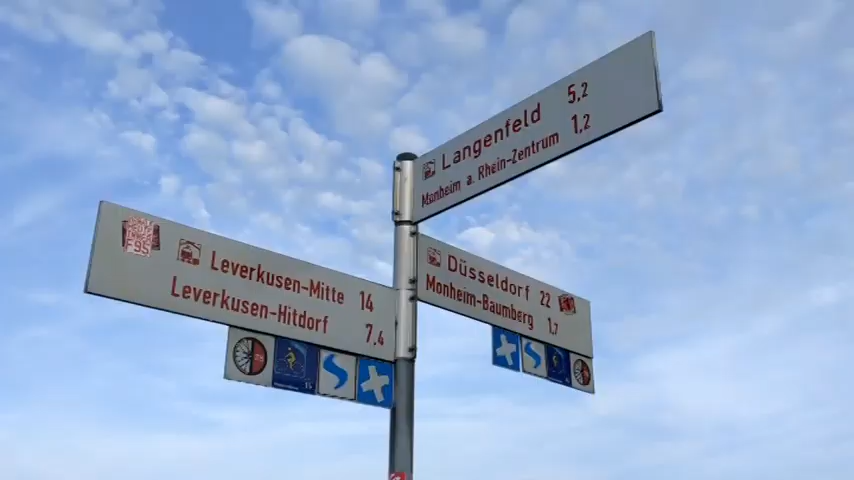 Langenfeld 5,2
Monheim a. Rhein-Zentrum 1,2
Leverkusen-Mitte 14
Leverkusen-Hitdorf 7,4
Düsseldorf 22
Monheim-Baumberg 1,7
F95